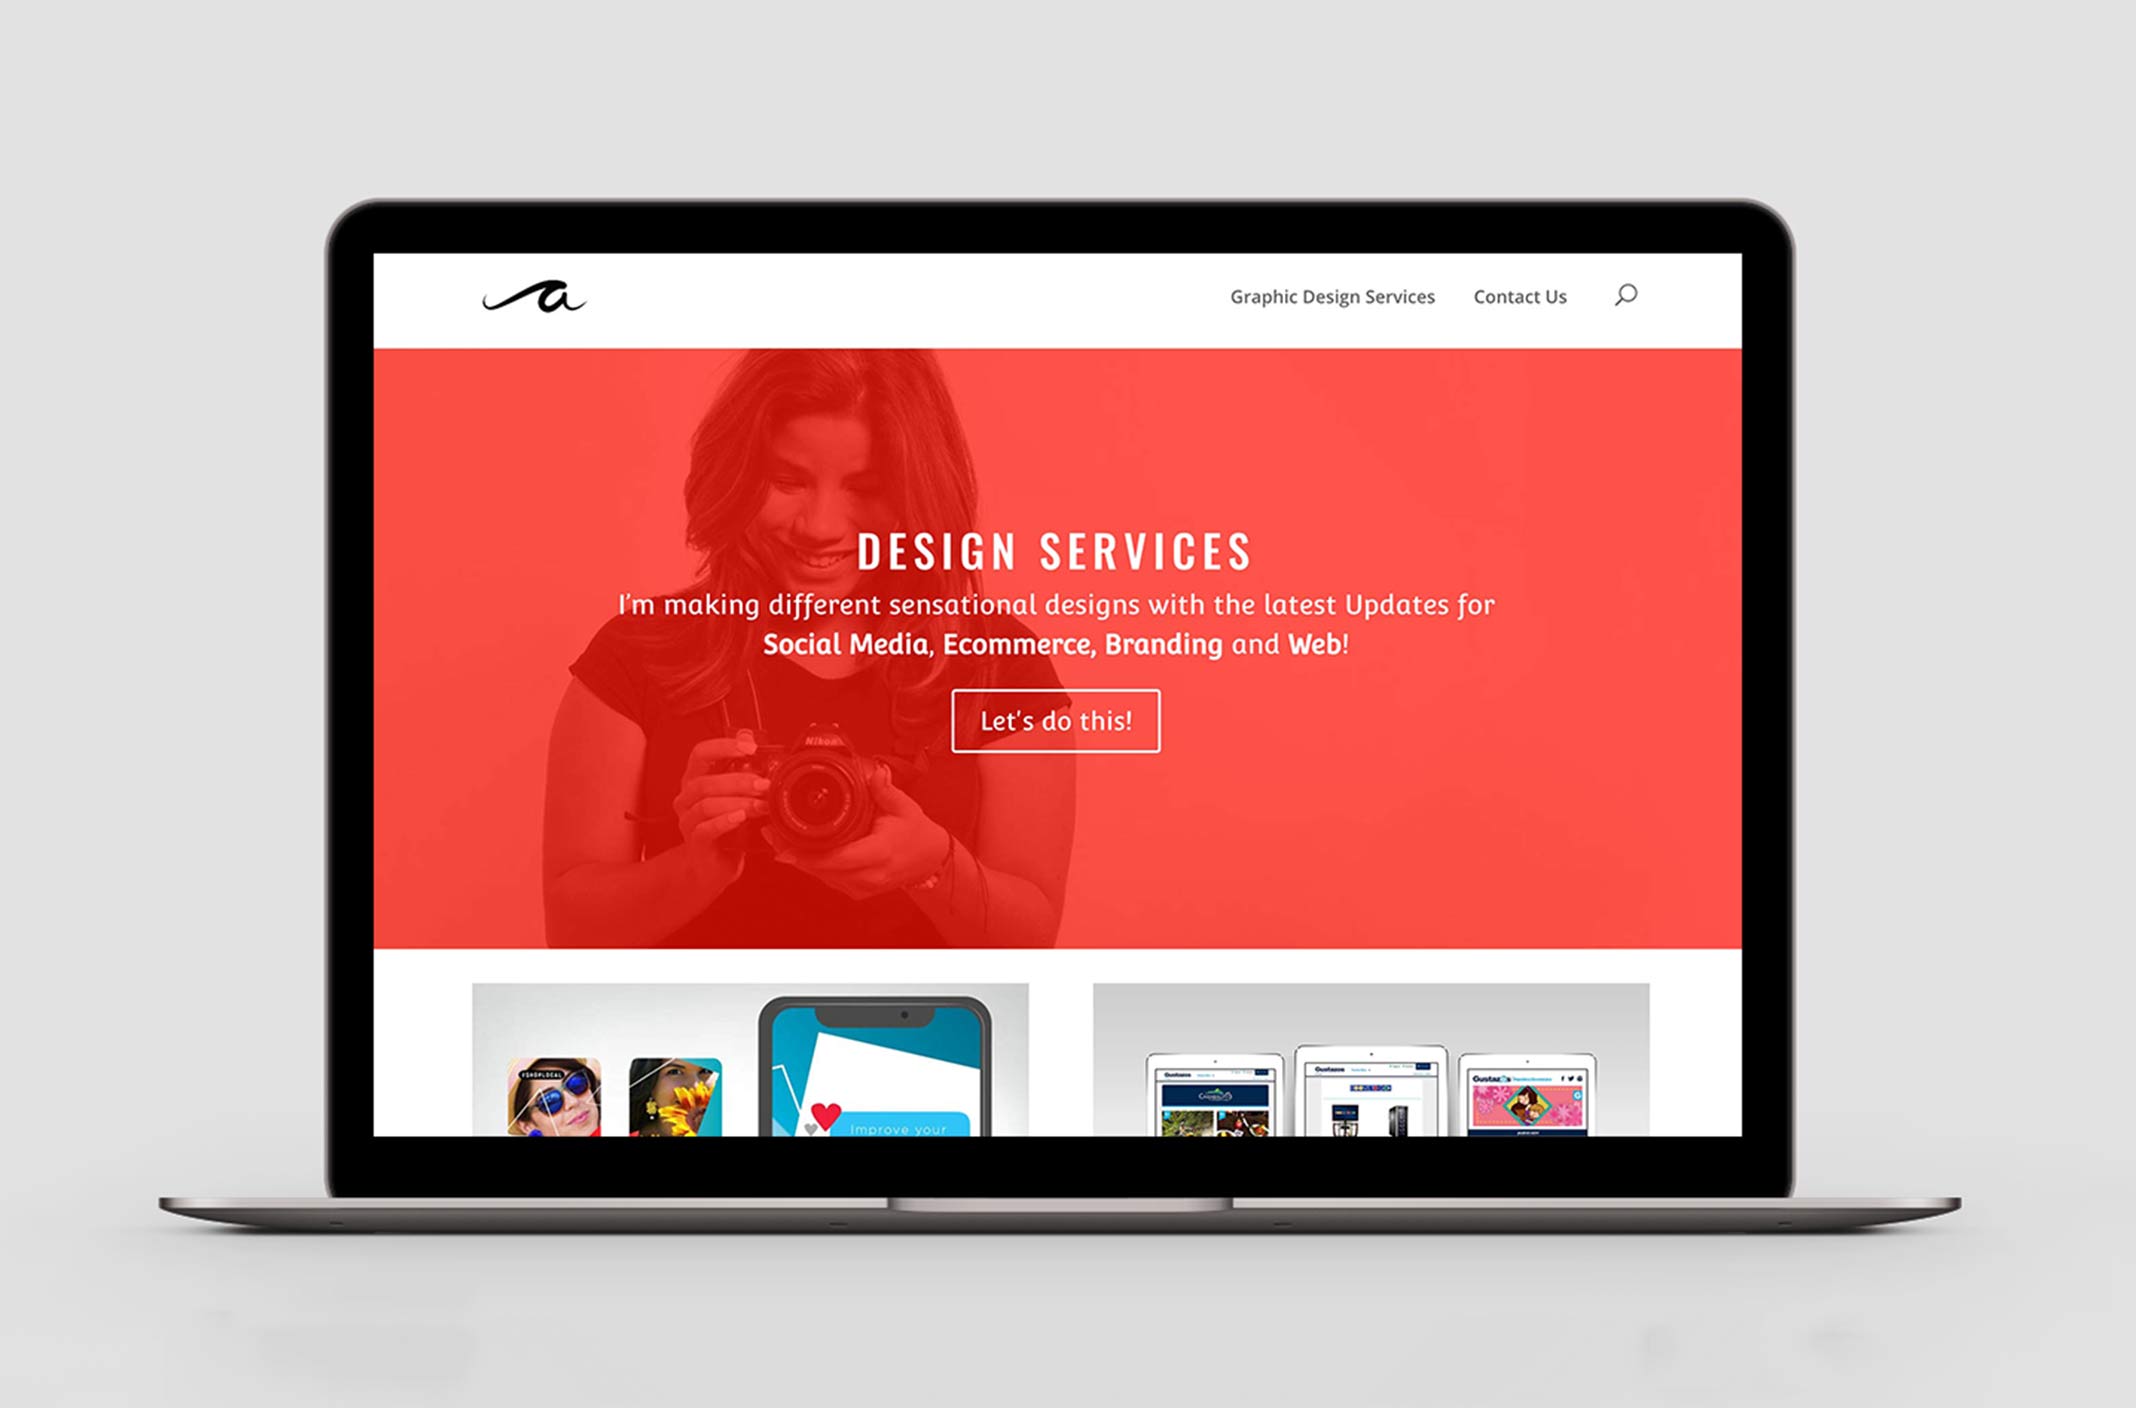 a
Graphic Design Services
Contact Us
DESIGN SERVICES
I'm making different sensational designs with the latest Updates for
Social Media, Ecommerce, Branding and Web!
Let's do this!
Nikon
#SHOPLOCAL
Improve your
Gustazos
Gustazos
Gustazos